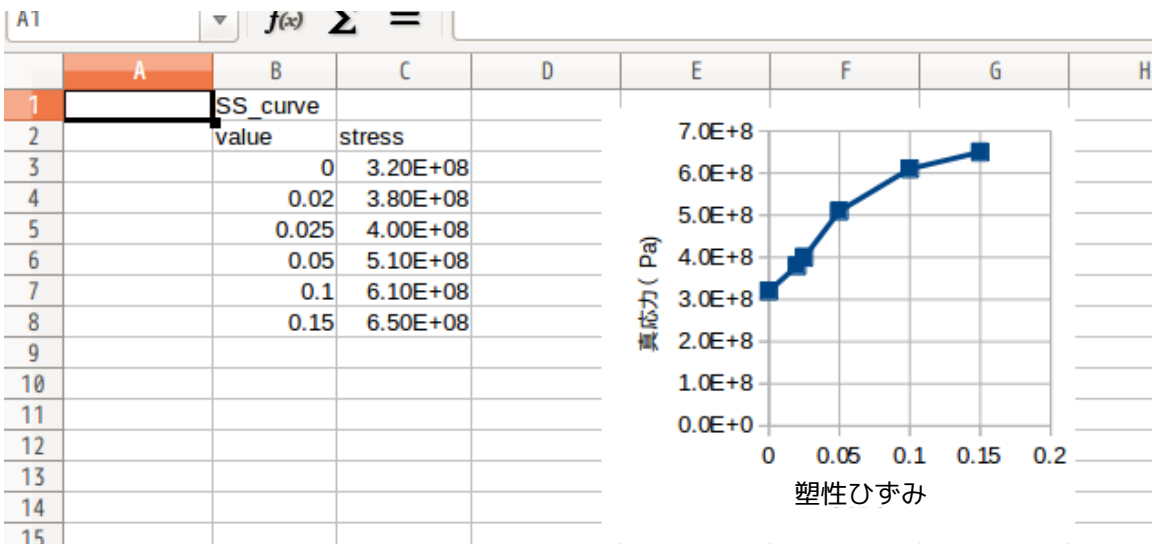 A1 f(x) Σ =
A B C D E F G H
1 SS_curve
2 value stress
3 0 3.20E+08
4 0.02 3.80E+08
5 0.025 4.00E+08
6 0.05 5.10E+08
7 0.1 6.10E+08
8 0.15 6.50E+08
9
10
11
12
13
14
15
7.0E+8
6.0E+8
5.0E+8
4.0E+8
3.0E+8
2.0E+8
1.0E+8
0.0E+0
真応力( Pa)
0 0.05 0.1 0.15 0.2
塑性ひずみ